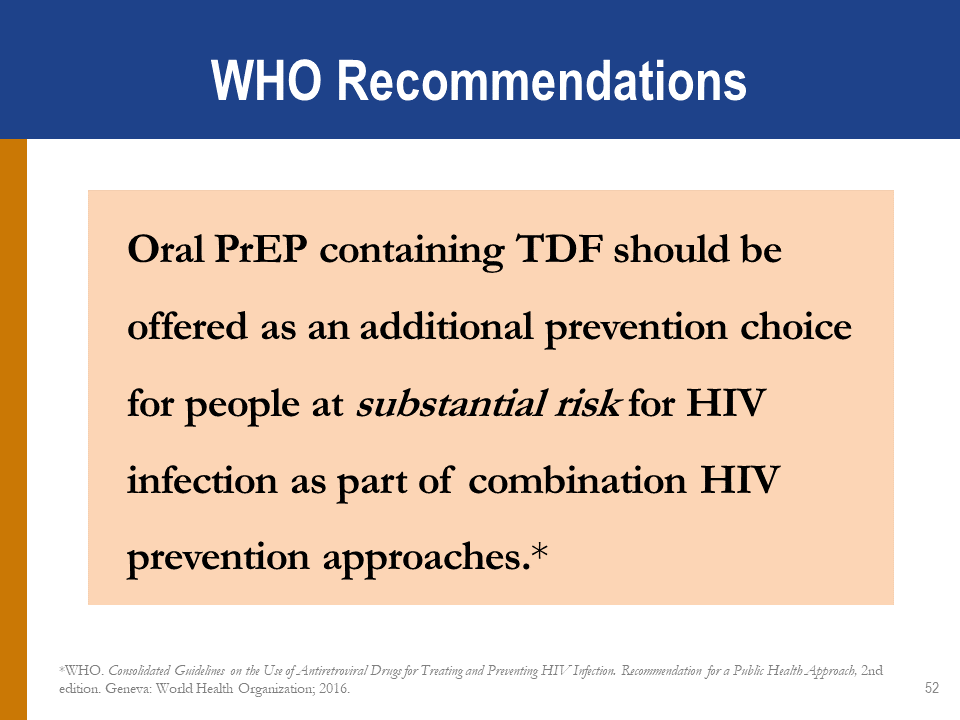 WHO Recommendations
Oral PrEP containing TDF should be
offered as an additional prevention choice
for people at substantial risk for HIV
infection as part of combination HIV
prevention approaches.*
*WHO. Consolidated Guidelines on the Use of Antiretroviral Drugs for Treating and Preventing HIV Infection. Recommendation for a Public Health Approach, 2nd
edition. Geneva: World Health Organization; 2016.
52